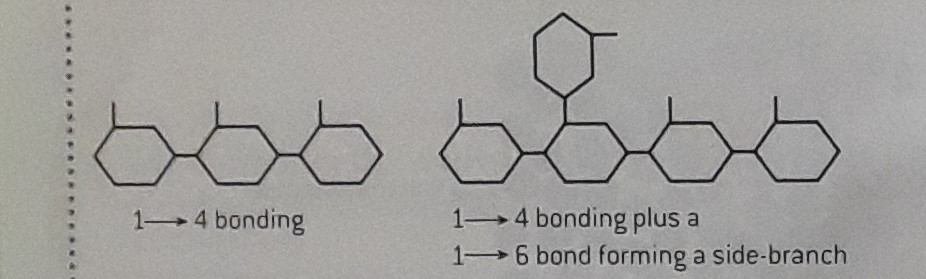 1⟶ 4 bonding
1⟶ 4 bonding plus a
1⟶ 6 bond forming a side-branch